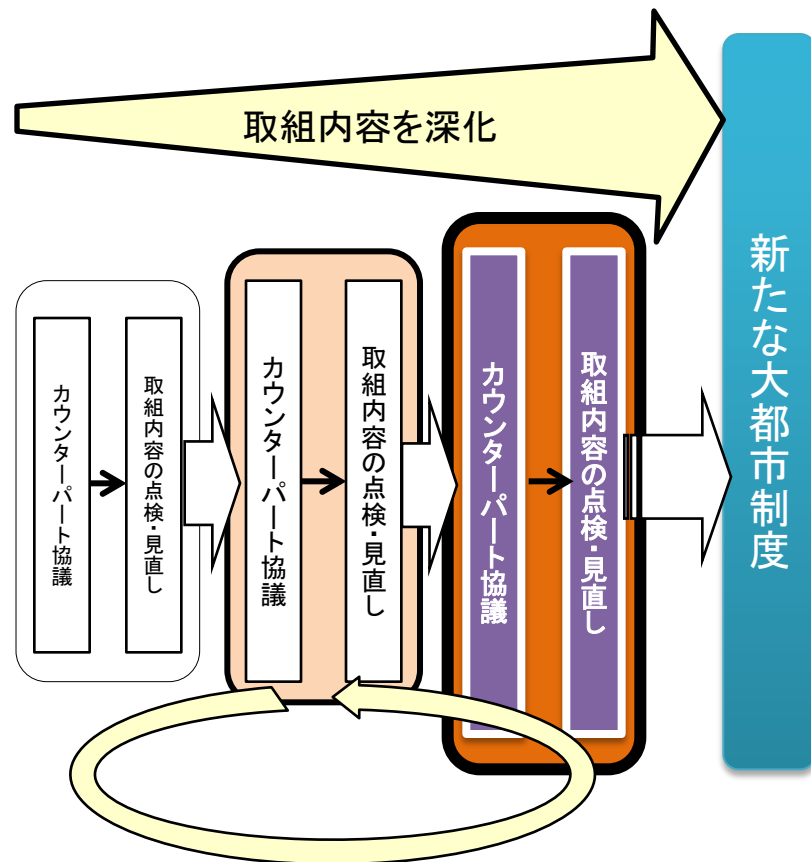 取組内容を深化
カウンターパート協議
取組内容の点検・見直し
カウンターパート協議
取組内容の点検・見直し
カウンターパート協議
取組内容の点検・見直し
新たな大都市制度